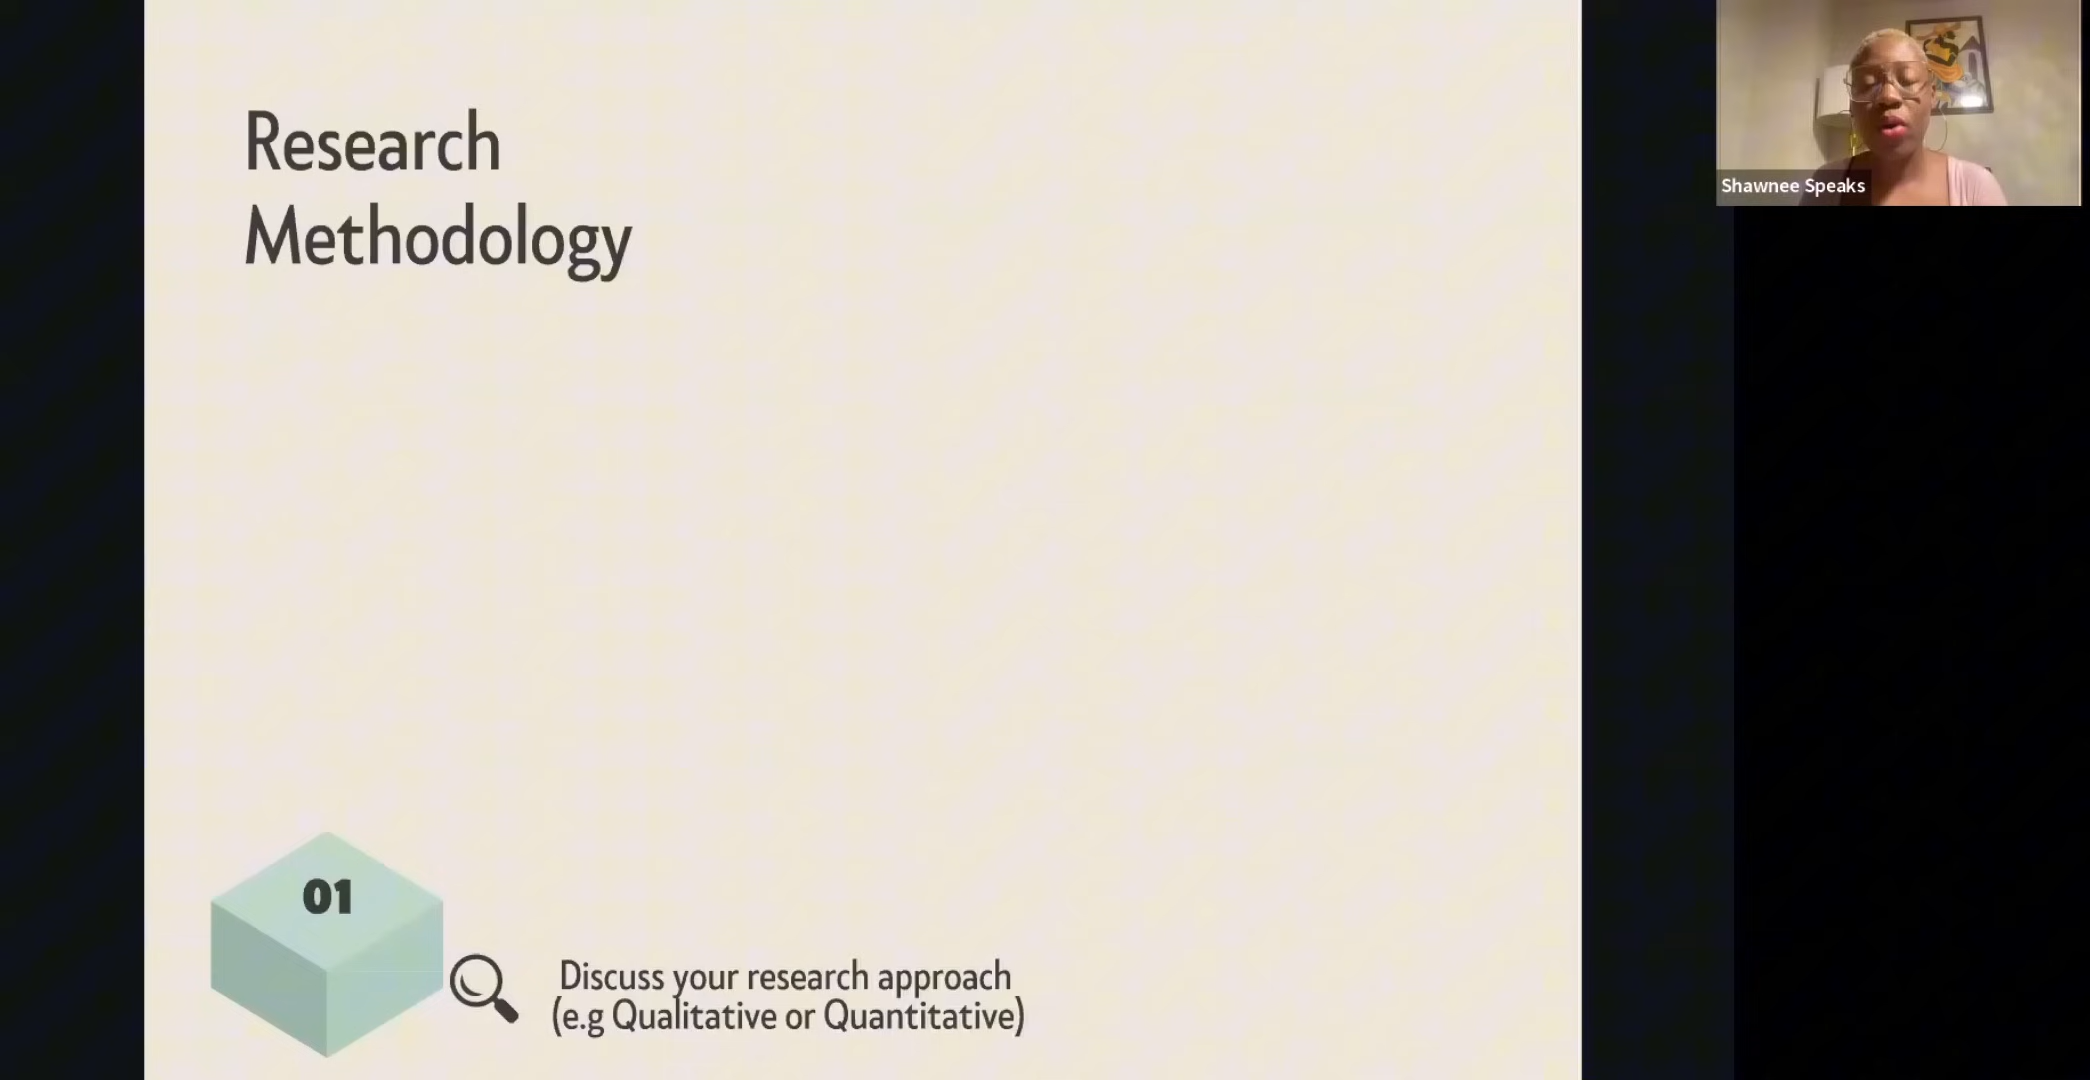 Research
Methodology
Shawnee Speaks
01
Discuss your research approach
(e.g Qualitative or Quantitative)